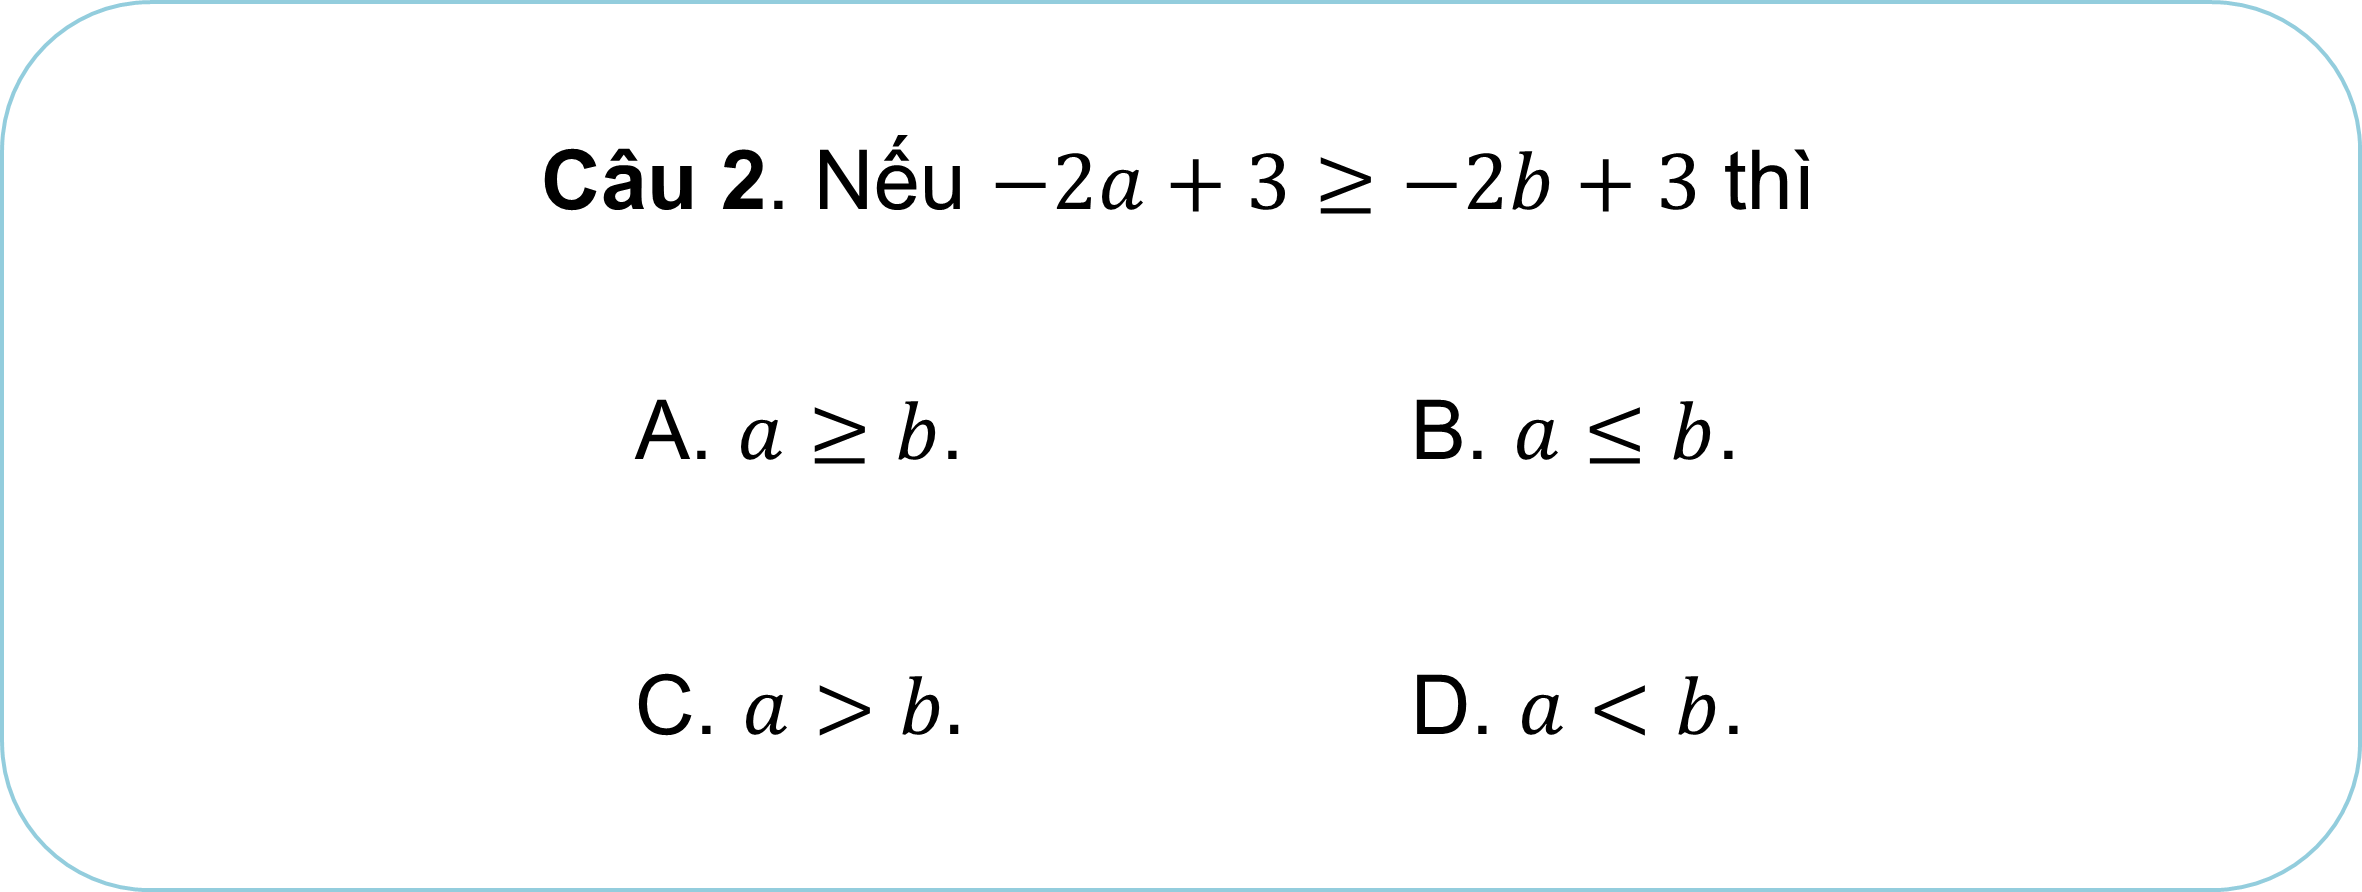 Câu 2. Nếu −2a + 3 ≥ −2b + 3 thì
A. a ≥ b. B. a ≤ b.
C. a > b. D. a < b.